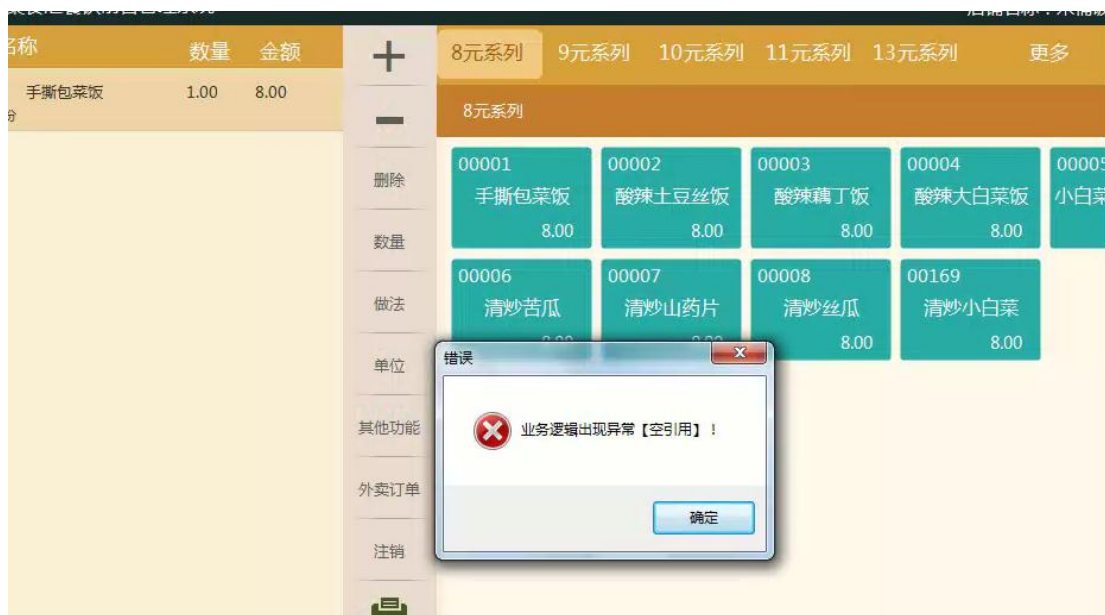 名称 数量 金额
手撕包菜饭 1.00 8.00
份
删除
数量
做法
单位
其他功能
外卖订单
注销
8元系列 9元系列 10元系列 11元系列 13元系列 更多
8元系列
00001 00002 00003 00004 00005
手撕包菜饭 酸辣土豆丝饭 酸辣藕丁饭 酸辣大白菜饭 小白菜
8.00 8.00 8.00 8.00
00006 00007 00008 00169
清炒苦瓜 清炒山药片 清炒丝瓜 清炒小白菜
8.00 8.00
错误
业务逻辑出现异常【空引用】！
确定